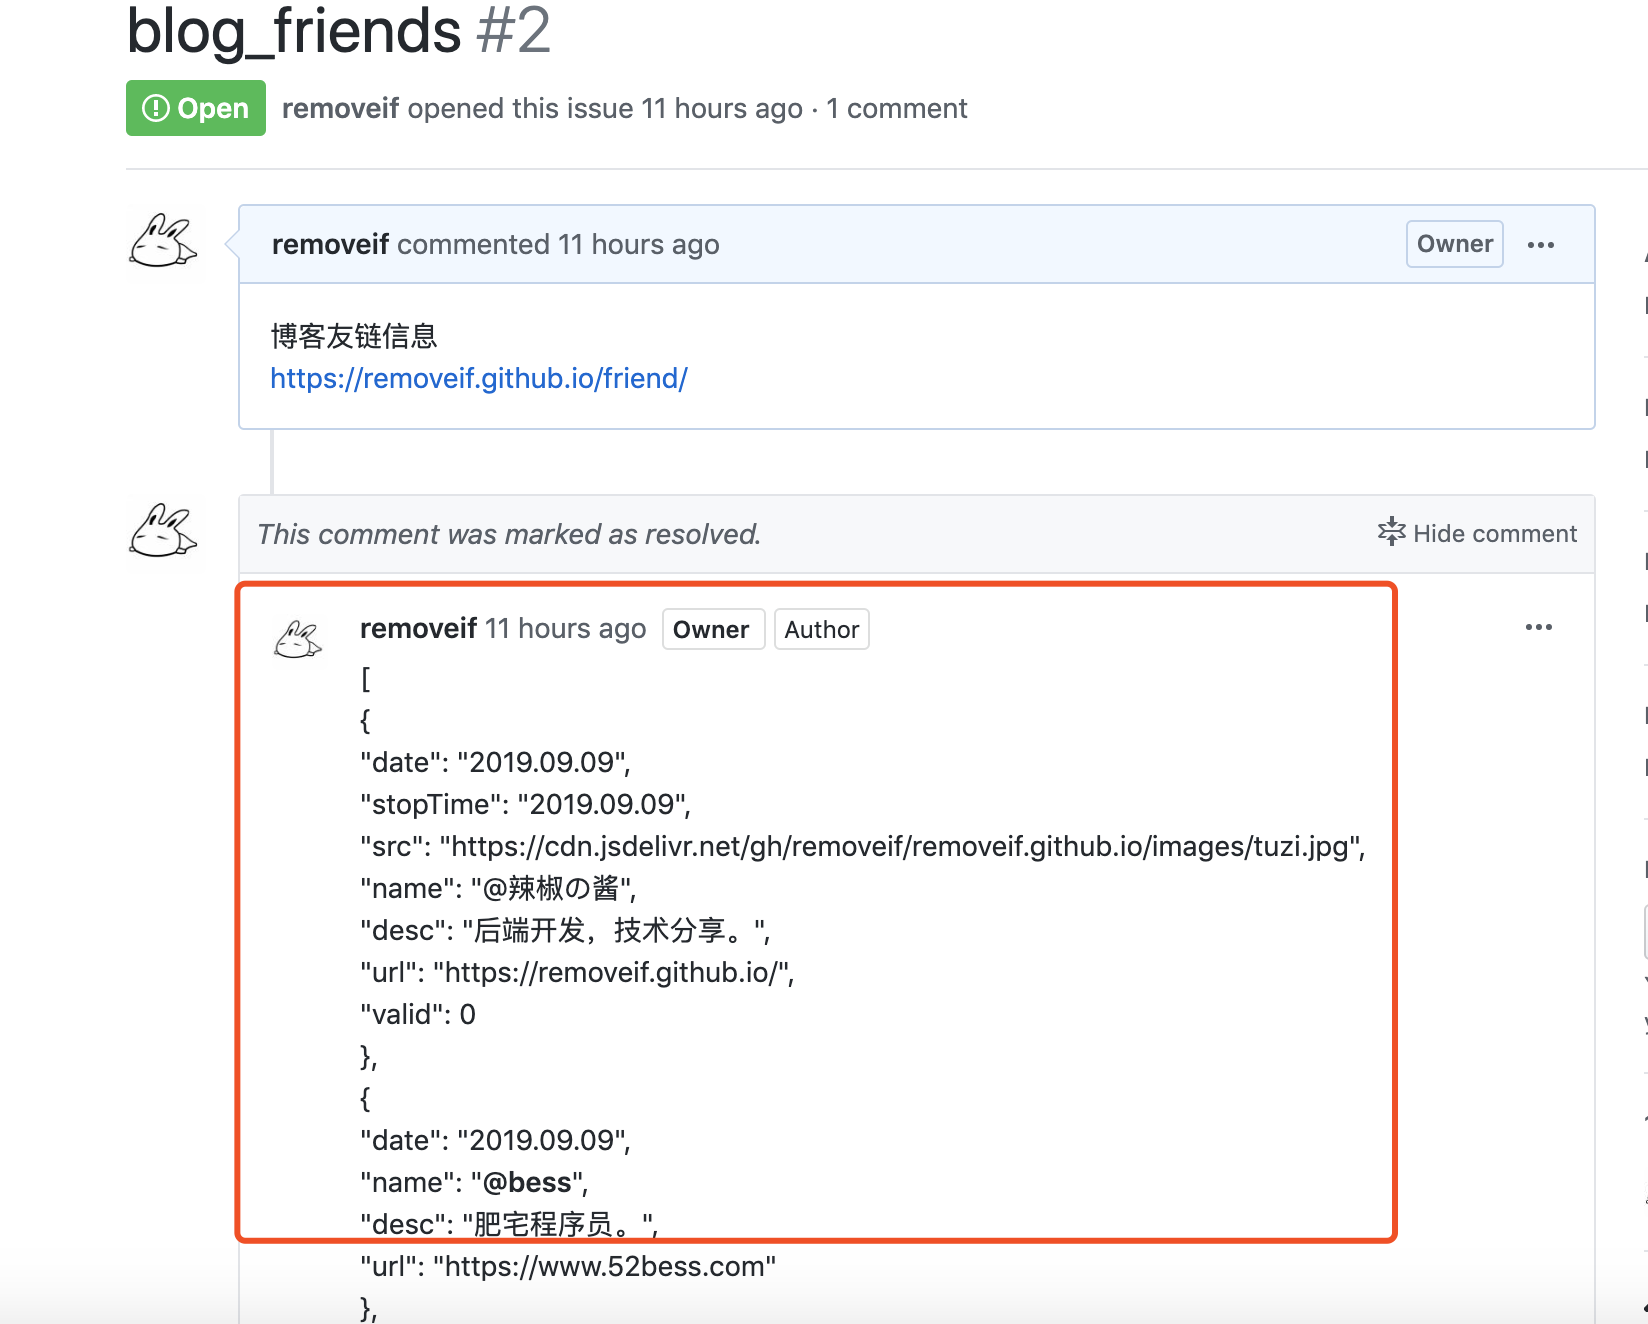 blog_friends #2
Open removeif opened this issue 11 hours ago · 1 comment
removeif commented 11 hours ago Owner
博客友链信息
https://removeif.github.io/friend/
This comment was marked as resolved. Hide comment
removeif 11 hours ago Owner Author
[
{
"date": "2019.09.09",
"stopTime": "2019.09.09",
"src": "https://cdn.jsdelivr.net/gh/removeif/removeif.github.io/images/tuzi.jpg",
"name": "@辣椒の酱",
"desc": "后端开发，技术分享。",
"url": "https://removeif.github.io/",
"valid": 0
},
{
"date": "2019.09.09",
"name": "@bess",
"desc": "肥宅程序员。",
"url": "https://www.52bess.com"
},